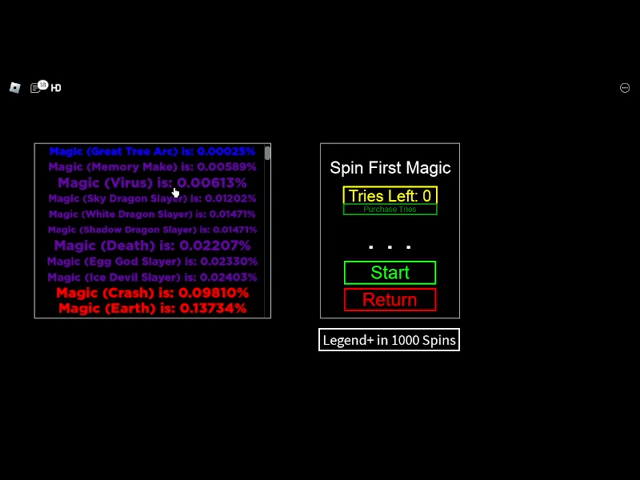 HD
Magic (Great Tree Arc) is: 0.00025%
Magic (Memory Make) is: 0.00589%
Magic (Virus) is: 0.00613%
Magic (Sky Dragon Slayer) is: 0.01202%
Magic (White Dragon Slayer) is: 0.01471%
Magic (Shadow Dragon Slayer) is: 0.01471%
Magic (Death) is: 0.02207%
Magic (Egg God Slayer) is: 0.02330%
Magic (Ice Devil Slayer) is: 0.02403%
Magic (Crash) is: 0.09810%
Magic (Earth) is: 0.13734%
Spin First Magic
Tries Left: 0
Purchase Tries
. . .
Start
Return
Legend+ in 1000 Spins